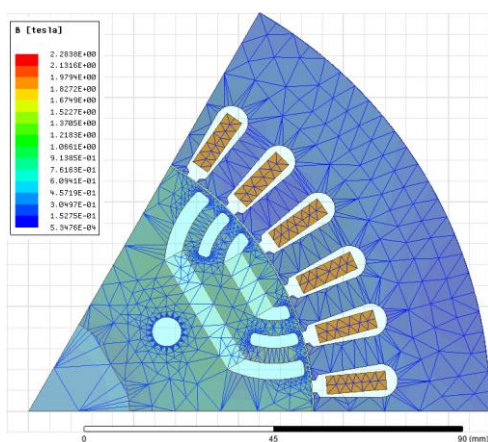 B [tesla]
2.2838E+00
2.1316E+00
1.9794E+00
1.8272E+00
1.6749E+00
1.5227E+00
1.3705E+00
1.2183E+00
1.0661E+00
9.1385E-01
7.6163E-01
6.0941E-01
4.5719E-01
3.0497E-01
1.5275E-01
5.3476E-04
0 45 90 (mm)